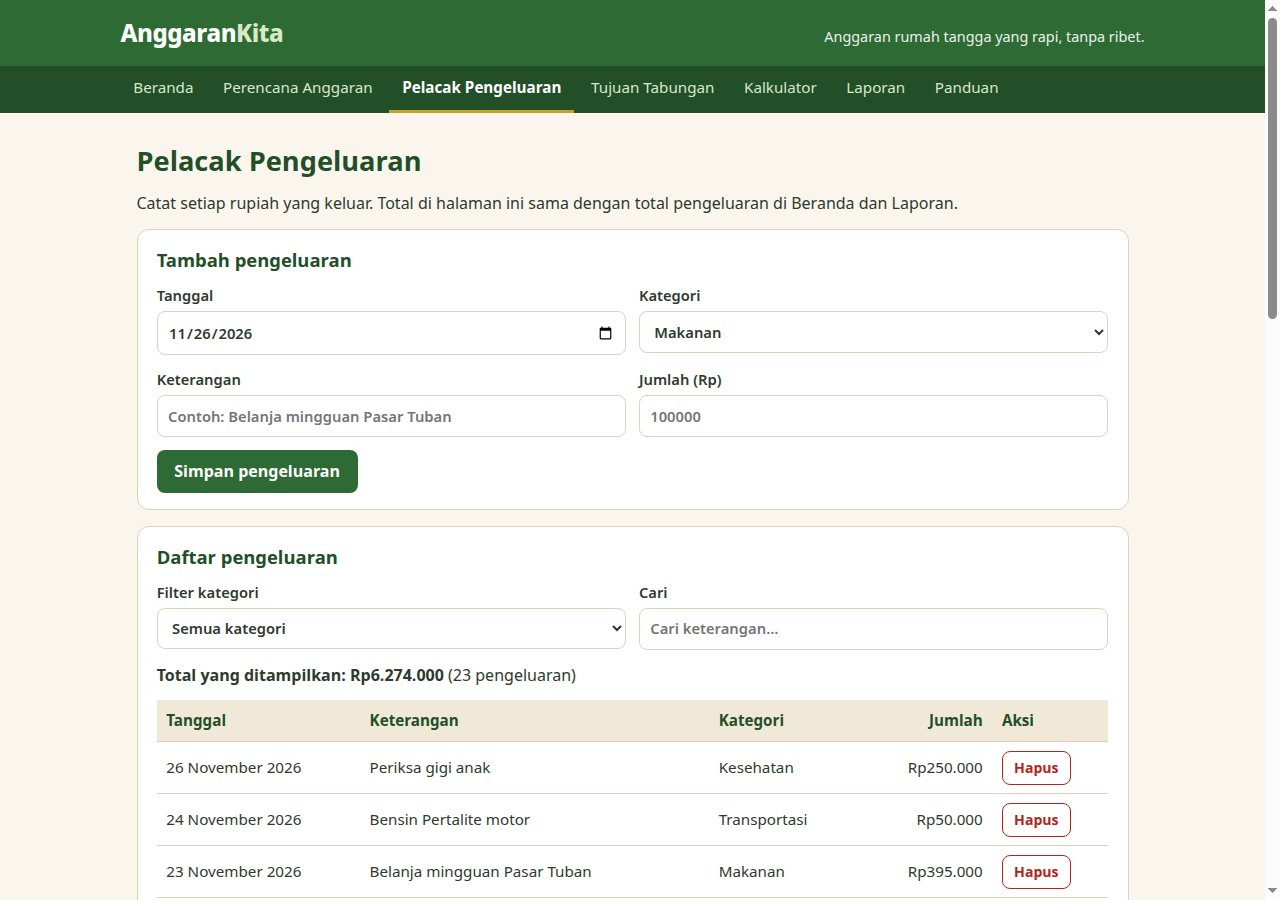 AnggaranKita
Anggaran rumah tangga yang rapi, tanpa ribet.
Beranda Perencana Anggaran Pelacak Pengeluaran Tujuan Tabungan Kalkulator Laporan Panduan
Pelacak Pengeluaran
Catat setiap rupiah yang keluar. Total di halaman ini sama dengan total pengeluaran di Beranda dan Laporan.
Tambah pengeluaran
Tanggal Kategori
11/26/2026 Makanan
Keterangan Jumlah (Rp)
Contoh: Belanja mingguan Pasar Tuban 100000
Simpan pengeluaran
Daftar pengeluaran
Filter kategori Cari
Semua kategori Cari keterangan...
Total yang ditampilkan: Rp6.274.000 (23 pengeluaran)
Tanggal Keterangan Kategori Jumlah Aksi
26 November 2026 Periksa gigi anak Kesehatan Rp250.000 Hapus
24 November 2026 Bensin Pertalite motor Transportasi Rp50.000 Hapus
23 November 2026 Belanja mingguan Pasar Tuban Makanan Rp395.000 Hapus